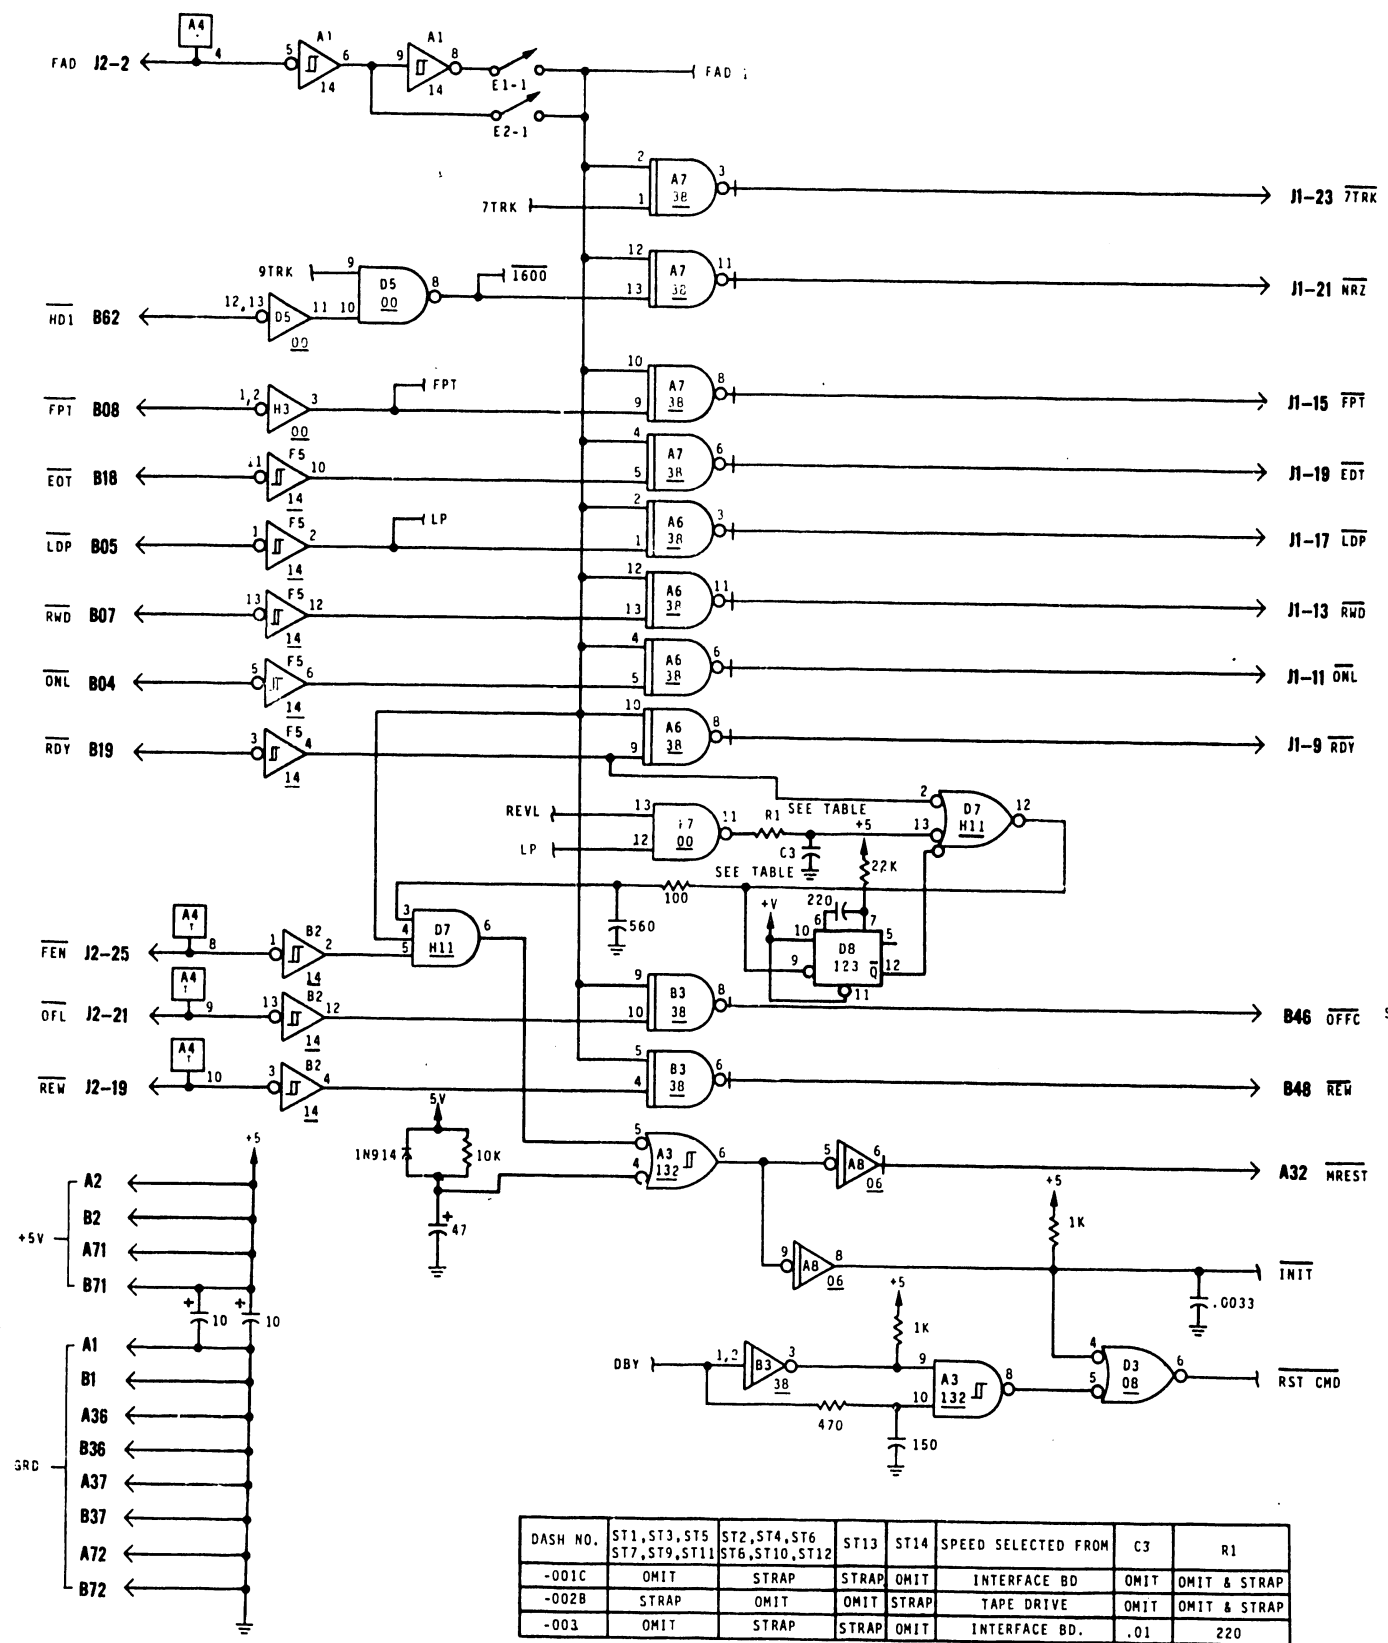 A4
4
FAD J2-2
5
A1
6
14
9
A1
8
14
E1-1
E2-1
FAD
2
1
A7
38
3
7TRK
J1-23 7TRK
9TRK
9
10
D5
00
8
1600
12
13
A7
38
11
J1-21 NRZ
HD1 B62
12,13
D5
11
00
FPT B08
1,2
H3
3
00
FPT
10
9
A7
38
8
J1-15 FPT
EOT B18
11
F5
10
14
4
5
A7
38
6
J1-19 EDT
LDP B05
1
F5
2
14
LP
2
1
A6
38
3
J1-17 LDP
RWD B07
13
F5
12
14
12
13
A6
38
11
J1-13 RWD
ONL B04
5
F5
6
14
4
5
A6
38
6
J1-11 ONL
RDY B19
3
F5
4
14
10
9
A6
38
8
J1-9 RDY
REVL
LP
13
12
00
11
R1
SEE TABLE
C3
SEE TABLE
+5
22K
2
13
D7
H11
12
100
560
+V
220
6
7
10
9
D8
123
Q
5
12
11
3
4
5
D7
H11
6
A4
8
FEN J2-25
1
B2
2
14
A4
9
OFL J2-21
13
B2
12
14
9
10
B3
38
8
B46 OFFC S
A4
10
REW J2-19
3
B2
4
14
5
4
B3
38
6
B48 REW
5V
1N914
10K
+
47
5
4
A3
132
6
5
A8
6
06
A32 MREST
+5
1K
9
A8
8
06
INIT
.0033
+5
1K
DBY
1,2
B3
3
38
470
150
9
10
A3
132
8
4
5
D3
08
6
RST CMD
+5
+5V
A2
B2
A71
B71
+
10
+
10
GRD
A1
B1
A36
B36
A37
B37
A72
B72
DASH NO. ST1,ST3,ST5 ST7,ST9,ST11 ST2,ST4,ST6 ST6,ST10,ST12 ST13 ST14 SPEED SELECTED FROM C3 R1
-001C OMIT STRAP STRAP OMIT INTERFACE BD OMIT OMIT & STRAP
-002B STRAP OMIT OMIT STRAP TAPE DRIVE OMIT OMIT & STRAP
-003 OMIT STRAP STRAP OMIT INTERFACE BD. .01 220